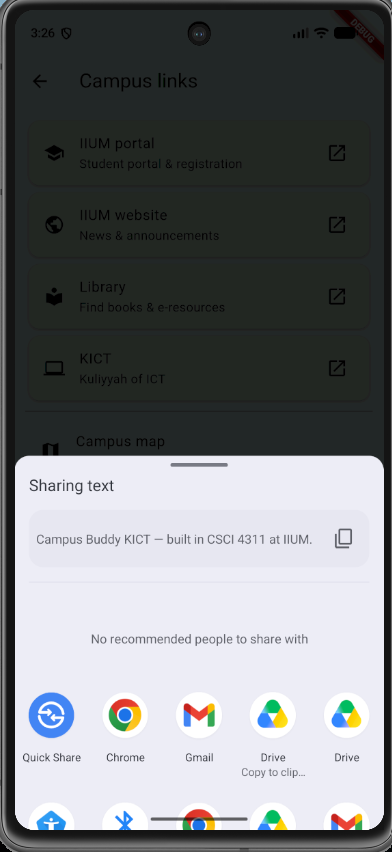 3:26
DEBUG
Campus links
IIUM portal
Student portal & registration
IIUM website
News & announcements
Library
Find books & e-resources
KICT
Kuliyyah of ICT
Campus map
Sharing text
Campus Buddy KICT — built in CSCI 4311 at IIUM.
No recommended people to share with
Quick Share
Chrome
Gmail
Drive
Copy to clip...
Drive